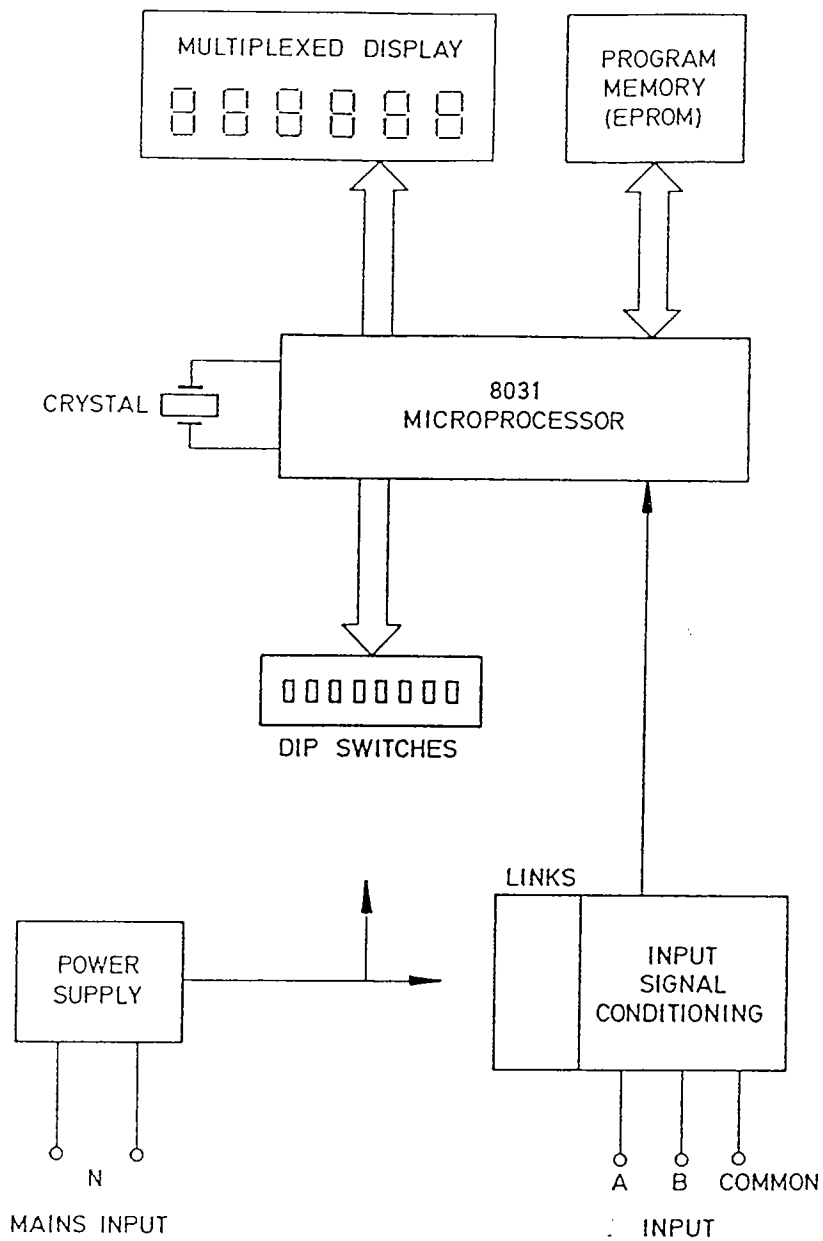 MULTIPLEXED DISPLAY
PROGRAM
MEMORY
(EPROM)
CRYSTAL
8031
MICROPROCESSOR
DIP SWITCHES
LINKS
POWER
SUPPLY
INPUT
SIGNAL
CONDITIONING
N
A B COMMON
MAINS INPUT
INPUT